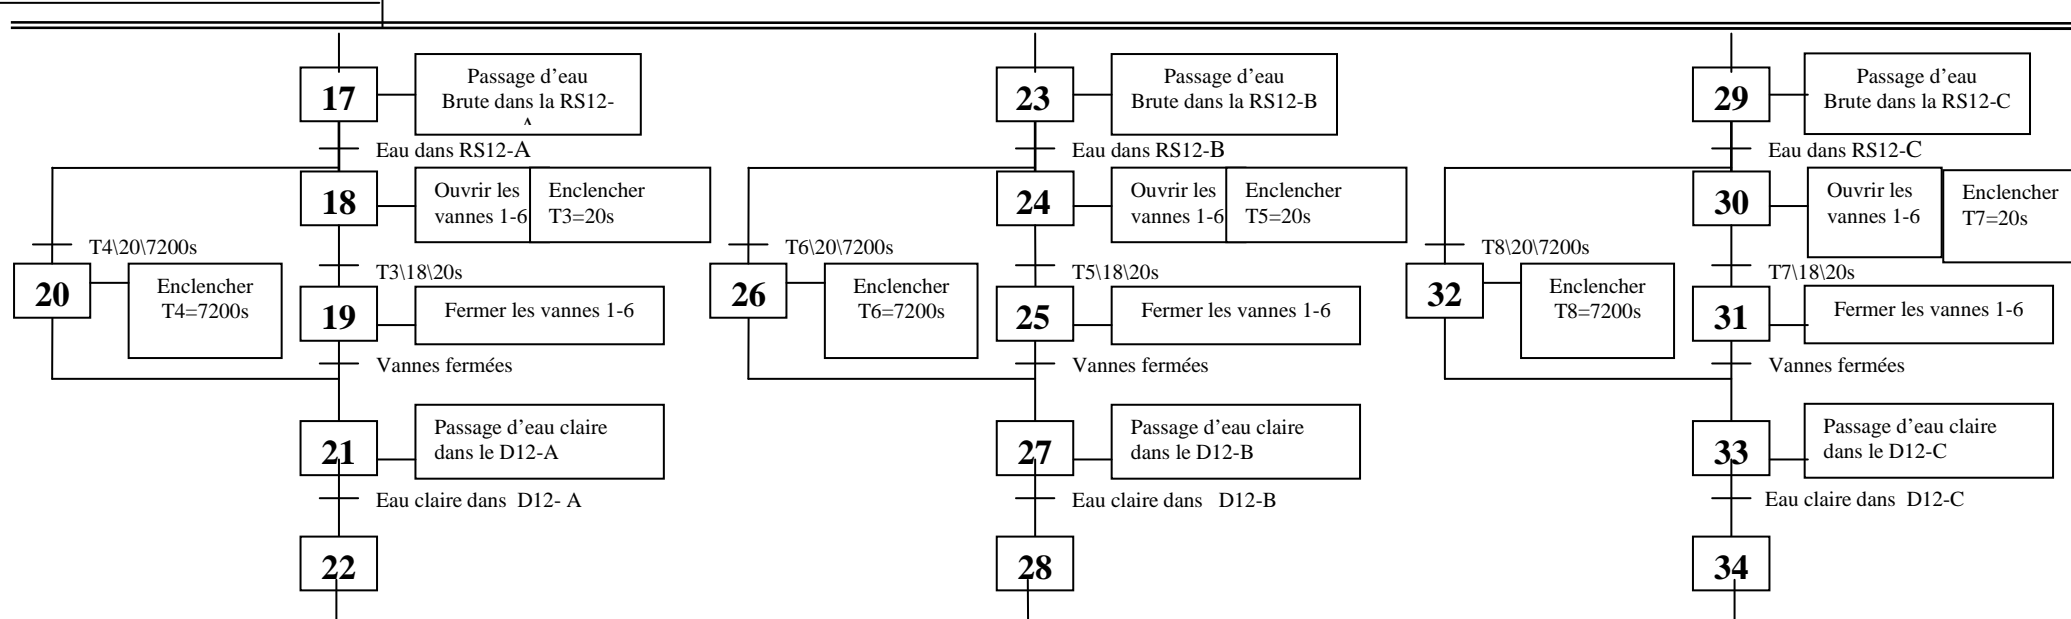 17
Passage d’eau
Brute dans la RS12-
Eau dans RS12-A
18
Ouvrir les
vannes 1-6
Enclencher
T3=20s
T4\20\7200s
20
Enclencher
T4=7200s
T3\18\20s
19
Fermer les vannes 1-6
Vannes fermées
21
Passage d’eau claire
dans le D12-A
Eau claire dans D12- A
22
23
Passage d’eau
Brute dans la RS12-B
Eau dans RS12-B
24
Ouvrir les
vannes 1-6
Enclencher
T5=20s
T6\20\7200s
26
Enclencher
T6=7200s
T5\18\20s
25
Fermer les vannes 1-6
Vannes fermées
27
Passage d’eau claire
dans le D12-B
Eau claire dans D12-B
28
29
Passage d’eau
Brute dans la RS12-C
Eau dans RS12-C
30
Ouvrir les
vannes 1-6
Enclencher
T7=20s
T8\20\7200s
32
Enclencher
T8=7200s
T7\18\20s
31
Fermer les vannes 1-6
Vannes fermées
33
Passage d’eau claire
dans le D12-C
Eau claire dans D12-C
34